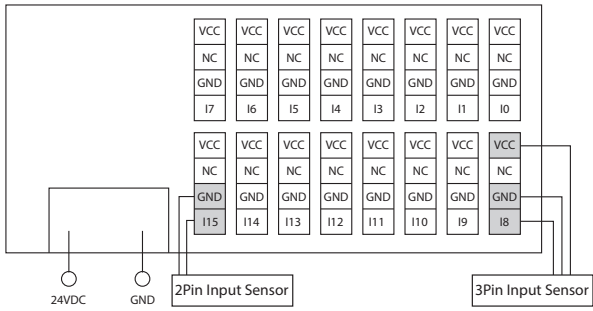 VCC VCC VCC VCC VCC VCC VCC VCC
NC NC NC NC NC NC NC NC
GND GND GND GND GND GND GND GND
I7 I6 I5 I4 I3 I2 I1 I0
VCC VCC VCC VCC VCC VCC VCC VCC
NC NC NC NC NC NC NC NC
GND GND GND GND GND GND GND GND
I15 I14 I13 I12 I11 I10 I9 I8
24VDC GND 2Pin Input Sensor 3Pin Input Sensor